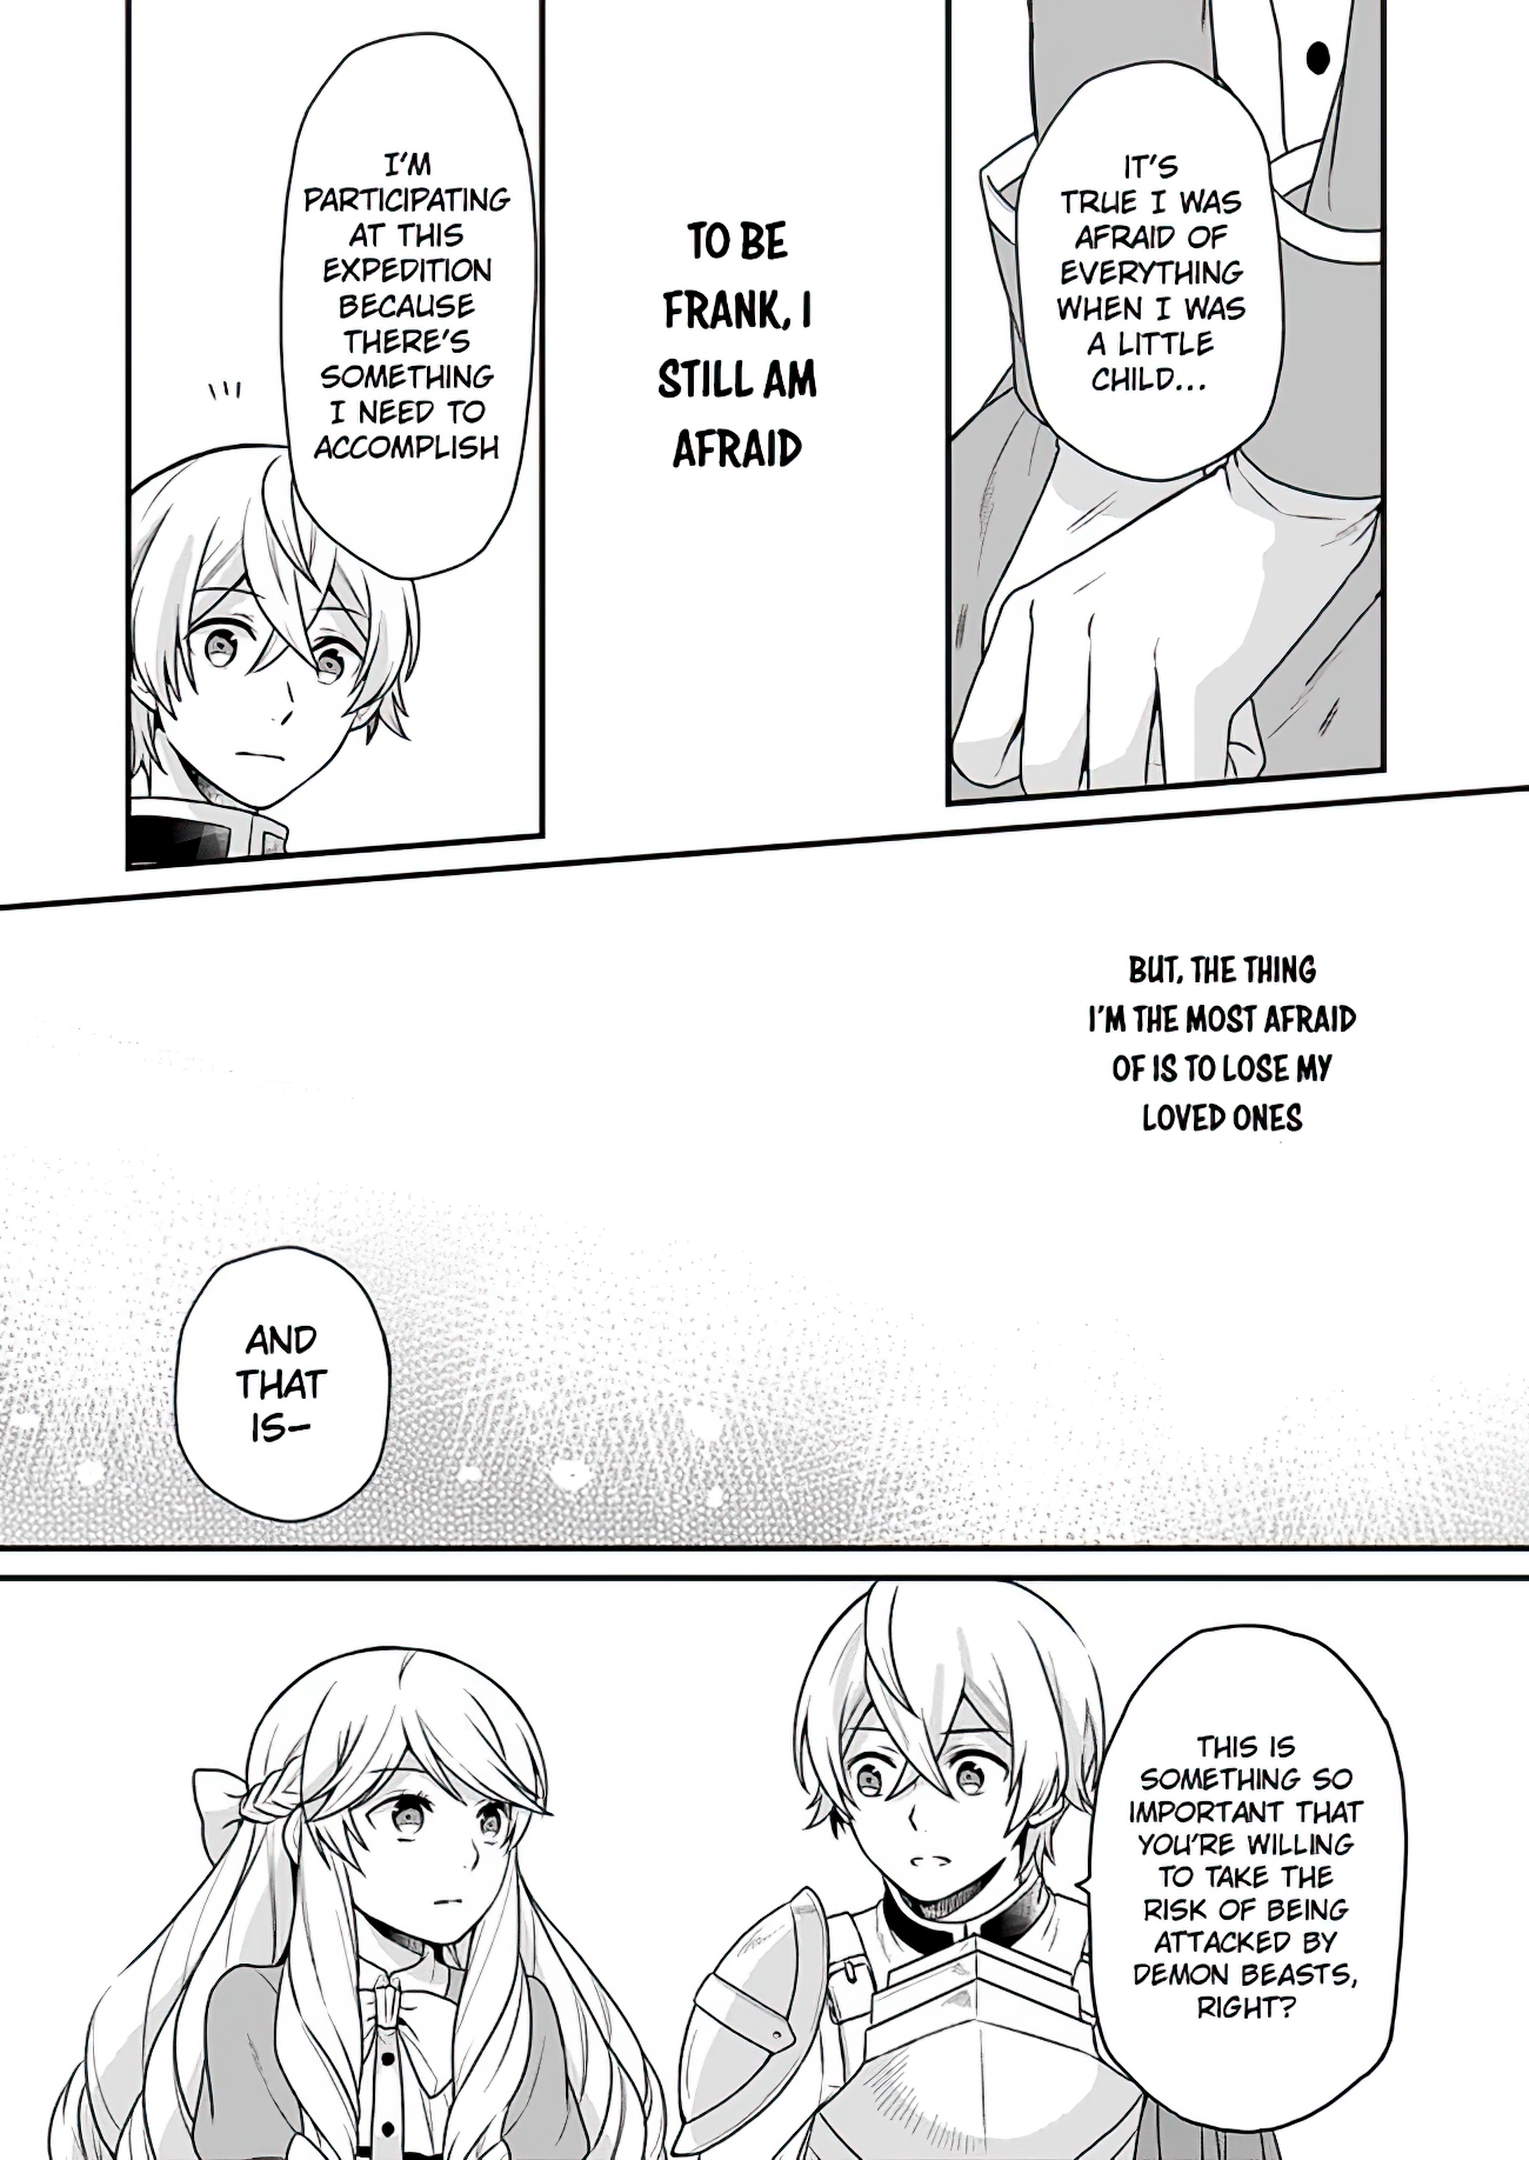 IT'S
TRUE I WAS
AFRAID OF
EVERYTHING
WHEN I WAS
A LITTLE
CHILD...
TO BE
FRANK, I
STILL AM
AFRAID
I'M
PARTICIPATING
AT THIS
EXPEDITION
BECAUSE
THERE'S
SOMETHING
I NEED TO
ACCOMPLISH
BUT, THE THING
I'M THE MOST AFRAID
OF IS TO LOSE MY
LOVED ONES
AND
THAT
IS–
THIS IS
SOMETHING SO
IMPORTANT THAT
YOU'RE WILLING
TO TAKE THE
RISK OF BEING
ATTACKED BY
DEMON BEASTS,
RIGHT?